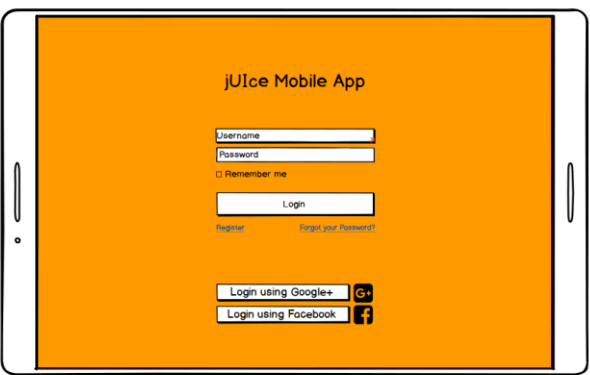 jUIce Mobile App
Username
Password
Remember me
Login
Register Forgot your Password?
Login using Google+ G+
Login using Facebook f